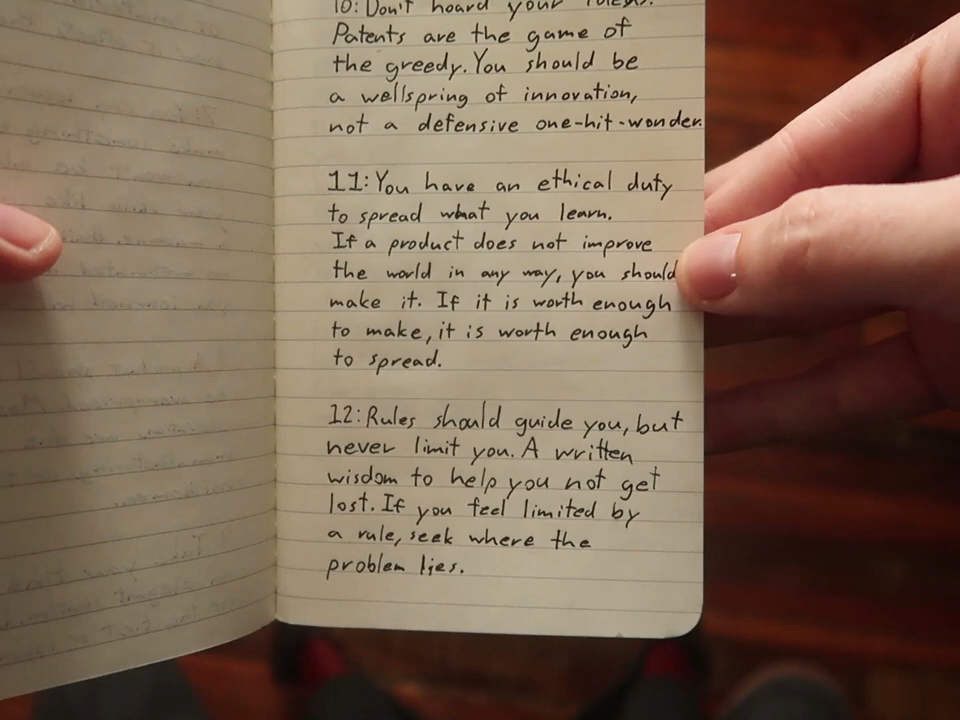 10: Don't hoard your ideas.
Patents are the game of
the greedy. You should be
a wellspring of innovation,
not a defensive one-hit-wonder.
11: You have an ethical duty
to spread what you learn.
If a product does not improve
the world in any way, you should
make it. If it is worth enough
to make, it is worth enough
to spread.
12: Rules should guide you, but
never limit you. A written
wisdom to help you not get
lost. If you feel limited by
a rule, seek where the
problem lies.